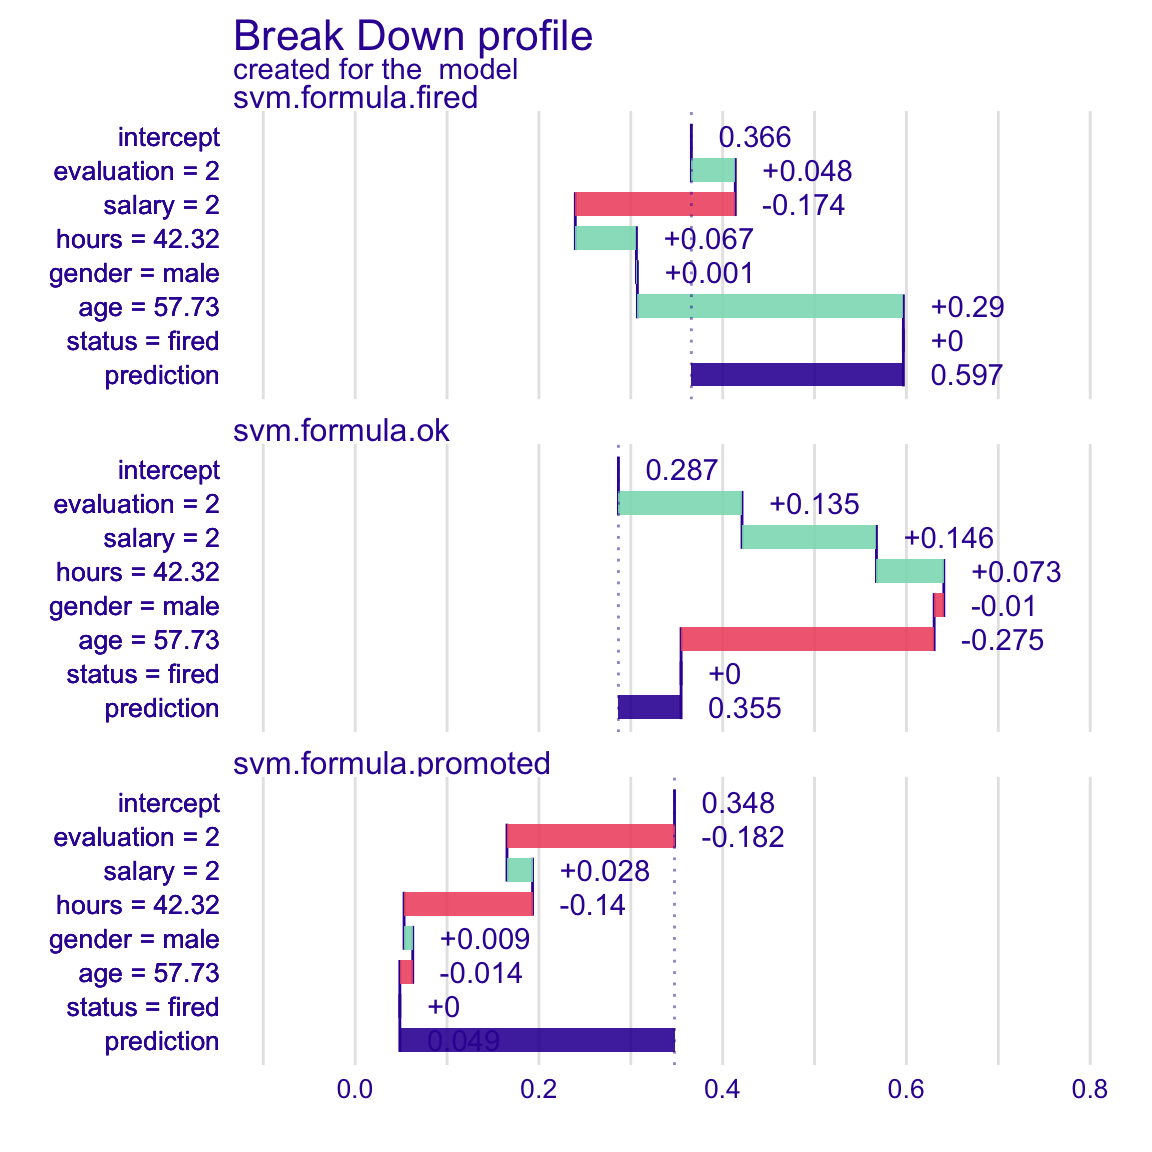 Break Down profile
created for the  model
svm.formula.fired
intercept 0.366
evaluation = 2 +0.048
salary = 2 -0.174
hours = 42.32 +0.067
gender = male +0.001
age = 57.73 +0.29
status = fired +0
prediction 0.597
svm.formula.ok
intercept 0.287
evaluation = 2 +0.135
salary = 2 +0.146
hours = 42.32 +0.073
gender = male -0.01
age = 57.73 -0.275
status = fired +0
prediction 0.355
svm.formula.promoted
intercept 0.348
evaluation = 2 -0.182
salary = 2 +0.028
hours = 42.32 -0.14
gender = male +0.009
age = 57.73 -0.014
status = fired +0
prediction 0.049
0.0 0.2 0.4 0.6 0.8